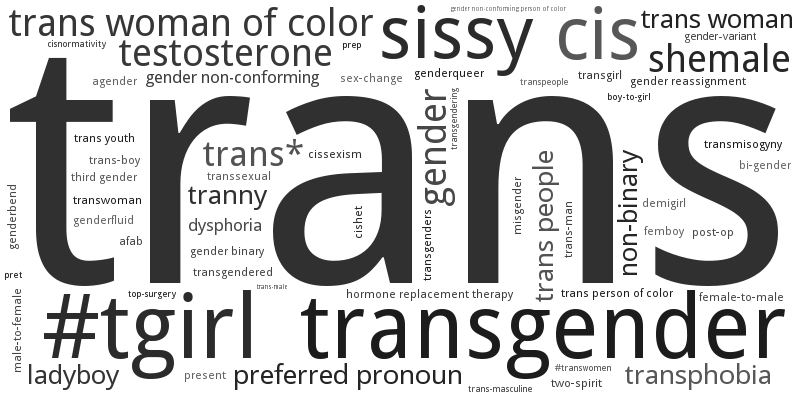 gender non-conforming person of color
trans woman of color
sissy
cis
trans woman
cisnormativity
testosterone
prep
gender-variant
shemale
agender
gender non-conforming
sex-change
genderqueer
transpeople
transgirl
gender reassignment
trans
boy-to-girl
transgendering
gender
trans youth
trans*
cissexism
transmisogyny
trans-boy
bi-gender
third gender
transsexual
tranny
transwoman
misgender
trans people
non-binary
genderbend
genderfluid
dysphoria
cishet
transgenders
trans-man
demigirl
femboy
post-op
afab
gender binary
transgendered
pret
trans-male
top-surgery
hormone replacement therapy
trans person of color
female-to-male
male-to-female
#tgirl
transgender
ladyboy
present
preferred pronoun
#transwomen
trans-masculine
two-spirit
transphobia